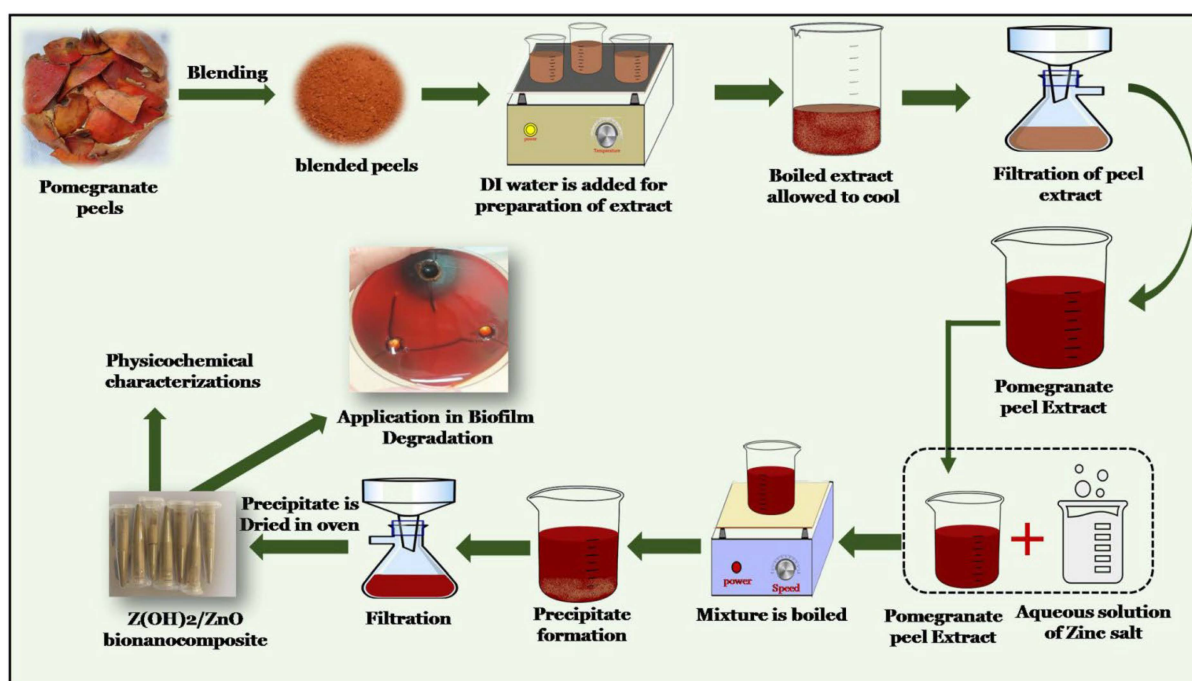 Blending
Pomegranate
peels
blended peels
power
Temperature
DI water is added for
preparation of extract
Boiled extract
allowed to cool
Filtration of peel
extract
Pomegranate
peel Extract
Pomegranate
peel Extract
+
Aqueous solution
of Zinc salt
power
Speed
Mixture is boiled
Precipitate
formation
Filtration
Precipitate is
Dried in oven
Z(OH)2/ZnO
bionanocomposite
Physicochemical
characterizations
Application in Biofilm
Degradation